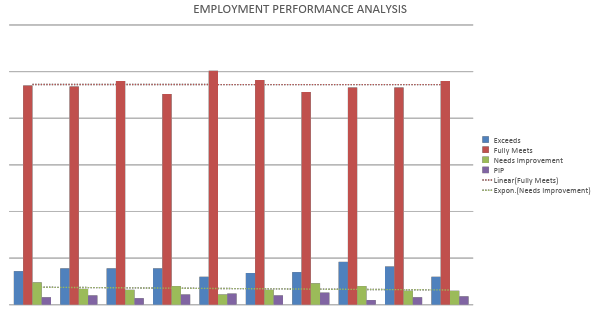 EMPLOYMENT PERFORMANCE ANALYSIS
Exceeds
Fully Meets
Needs Improvement
PIP
Linear(Fully Meets)
Expon.(Needs Improvement)